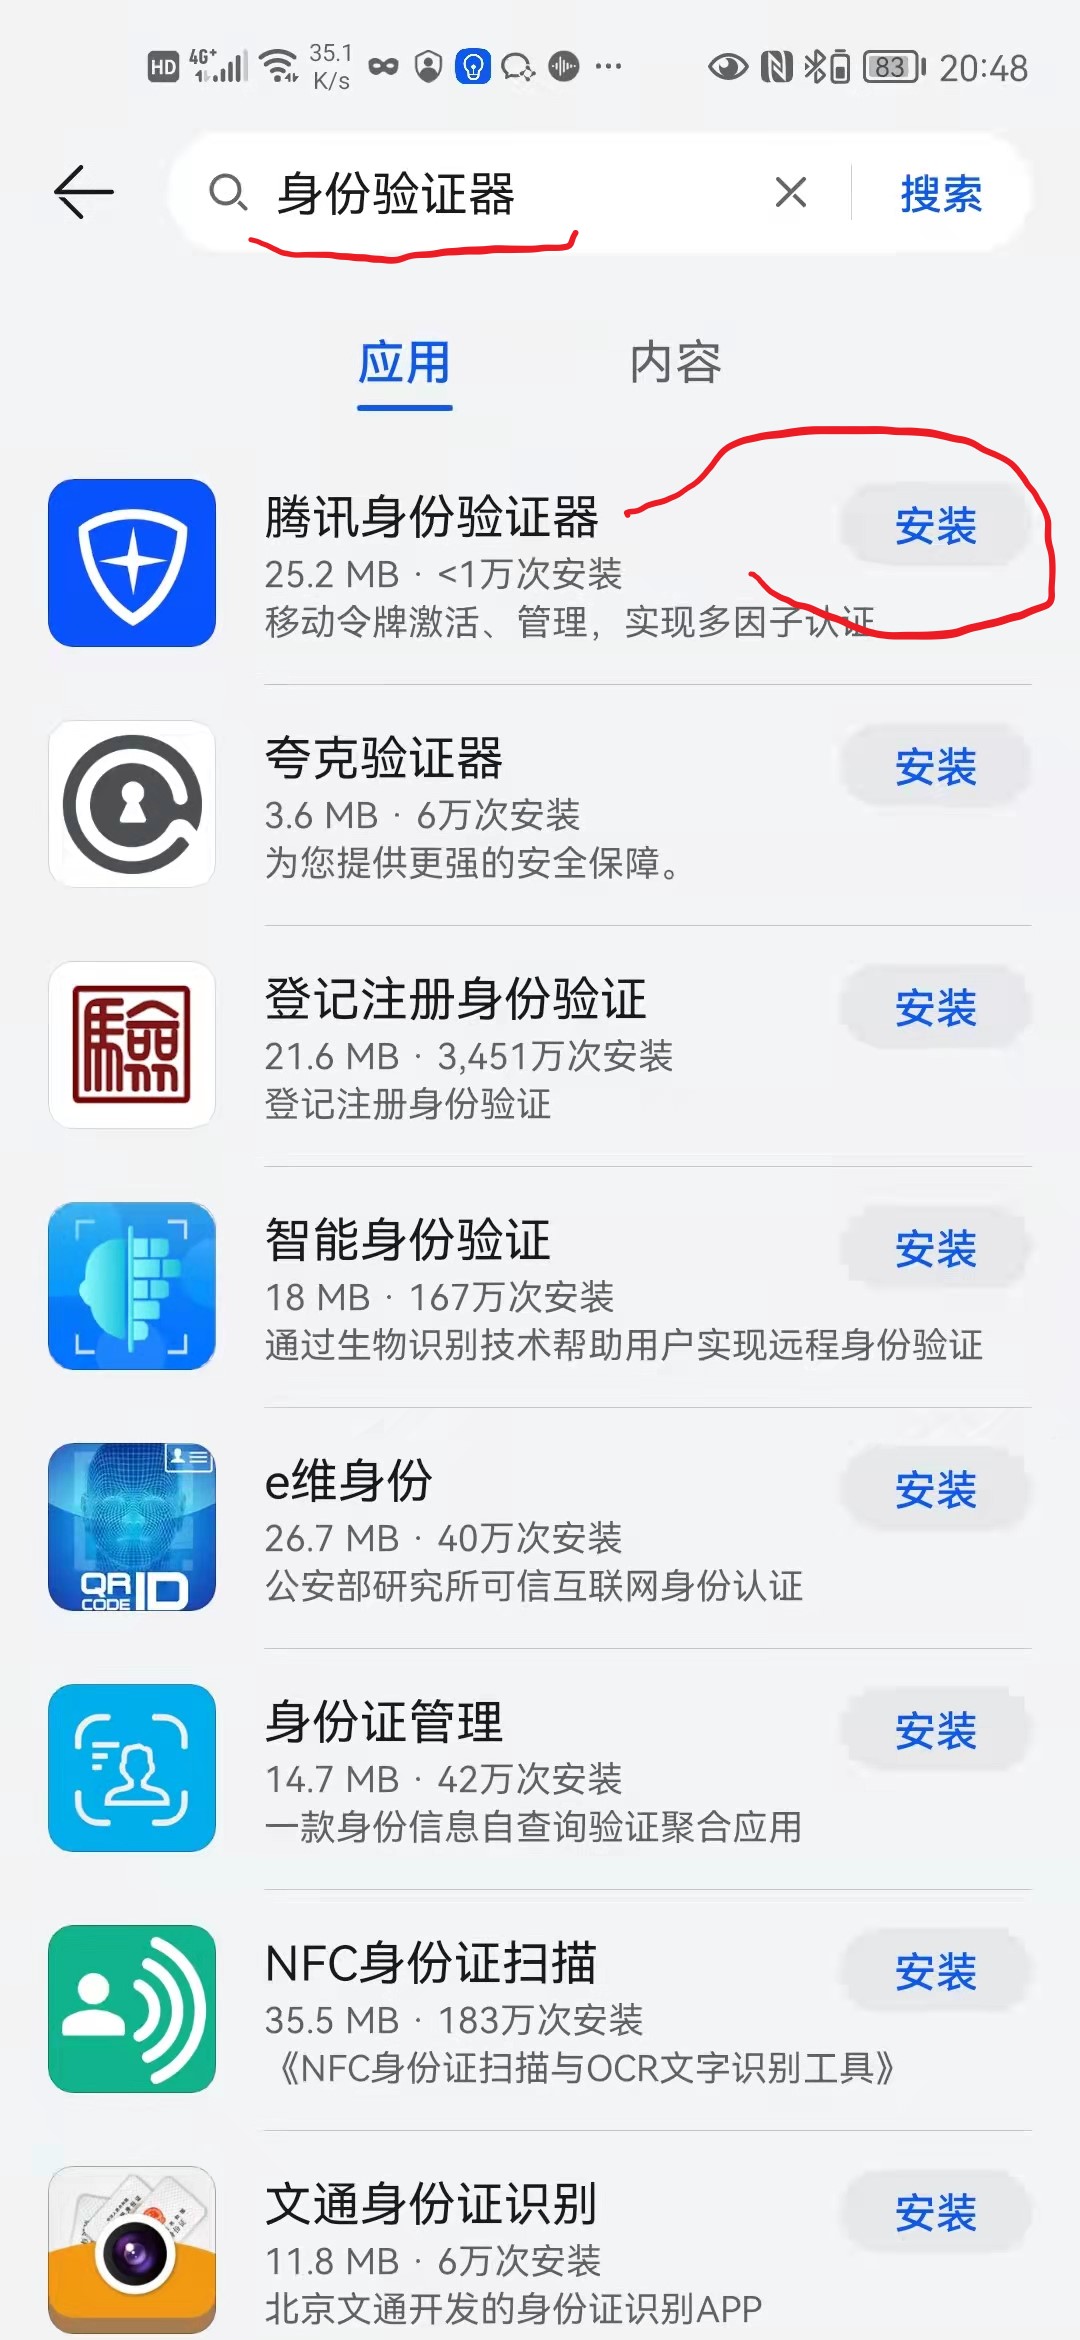 HD 4G+ 35.1 K/s 83 20:48
身份验证器 搜索
应用 内容
腾讯身份验证器 安装
25.2 MB · <1万次安装
移动令牌激活、管理，实现多因子认证
夸克验证器 安装
3.6 MB · 6万次安装
为您提供更强的安全保障。
驗
登记注册身份验证 安装
21.6 MB · 3,451万次安装
登记注册身份验证
智能身份验证 安装
18 MB · 167万次安装
通过生物识别技术帮助用户实现远程身份验证
QR CODE ID
e维身份 安装
26.7 MB · 40万次安装
公安部研究所可信互联网身份认证
身份证管理 安装
14.7 MB · 42万次安装
一款身份信息自查询验证聚合应用
NFC身份证扫描 安装
35.5 MB · 183万次安装
《NFC身份证扫描与OCR文字识别工具》
文通身份证识别 安装
11.8 MB · 6万次安装
北京文通开发的身份证识别APP